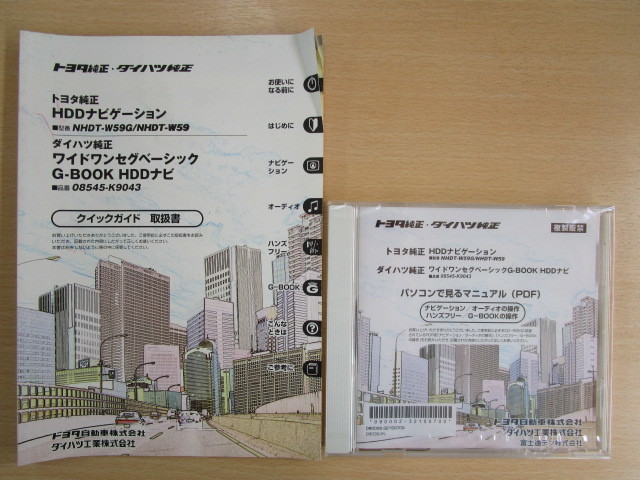 トヨタ純正・ダイハツ純正
トヨタ純正
HDDナビゲーション
■型番 NHDT-W59G/NHDT-W59
ダイハツ純正
ワイドワンセグベーシック
G-BOOK HDDナビ
■品番 08545-K9043
クイックガイド 取扱書
お使いに
なる前に
はじめに
ナビゲー
ション
オーディオ
ハンズ
フリー
G-BOOK
こんな
ときは
ご参考に
トヨタ自動車株式会社
ダイハツ工業株式会社
トヨタ純正・ダイハツ純正
複製厳禁
トヨタ純正 HDDナビゲーション
■型番 NHDT-W59G/NHDT-W59
ダイハツ純正 ワイドワンセグベーシックG-BOOK HDDナビ
■品番 08545-K9043
パソコンで見るマニュアル（PDF）
ナビゲーション／オーディオの操作
ハンズフリー／G-BOOKの操作
トヨタ自動車株式会社
ダイハツ工業株式会社
富士通テン株式会社